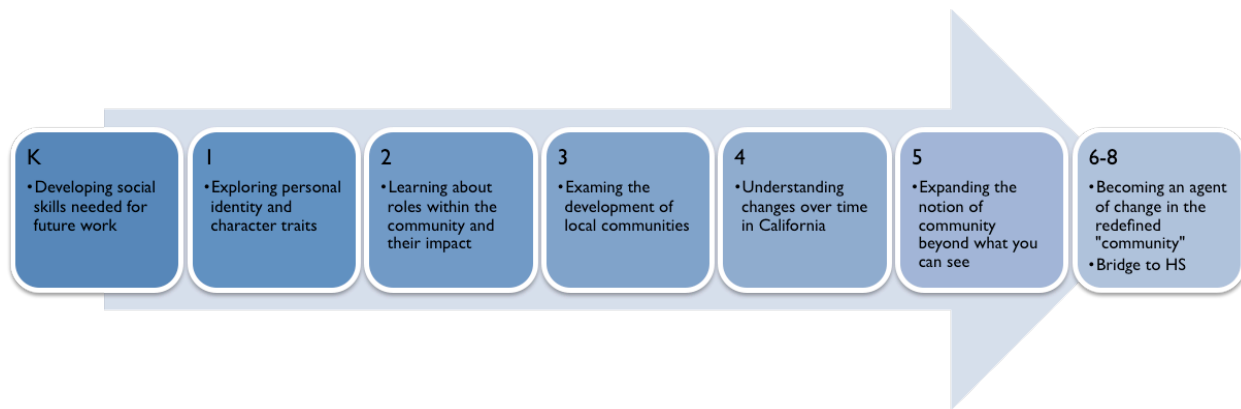 K
•Developing social
skills needed for
future work
1
•Exploring personal
identity and
character traits
2
•Learning about
roles within the
community and
their impact
3
•Examing the
development of
local communities
4
•Understanding
changes over time
in California
5
•Expanding the
notion of
community
beyond what you
can see
6-8
•Becoming an agent
of change in the
redefined
"community"
•Bridge to HS